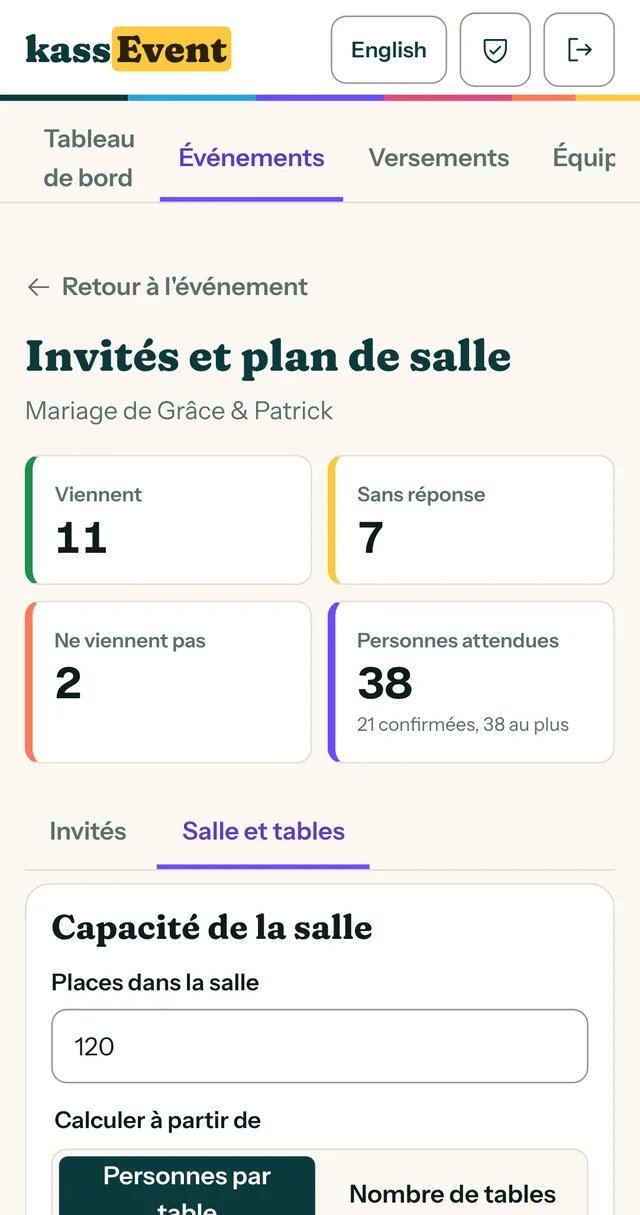 kassEvent
English
Tableau
de bord
Événements
Versements
Équip
← Retour à l'événement
Invités et plan de salle
Mariage de Grâce & Patrick
Viennent
11
Sans réponse
7
Ne viennent pas
2
Personnes attendues
38
21 confirmées, 38 au plus
Invités
Salle et tables
Capacité de la salle
Places dans la salle
120
Calculer à partir de
Personnes par
table
Nombre de tables